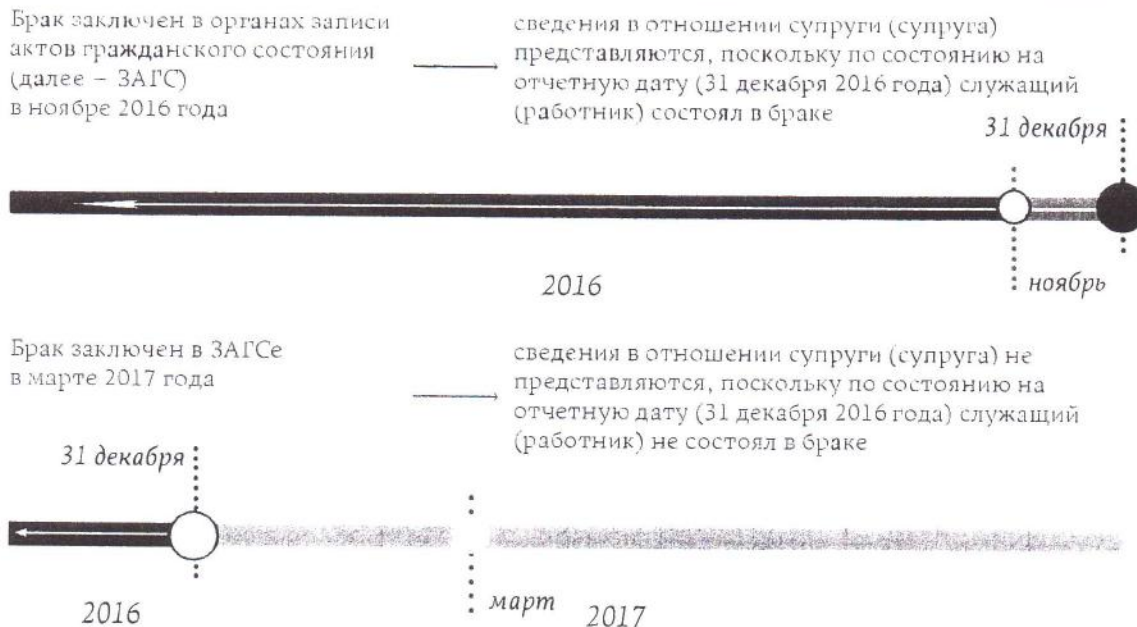 Брак заключен в органах записи
актов гражданского состояния
(далее – ЗАГС)
в ноябре 2016 года
сведения в отношении супруги (супруга)
представляются, поскольку по состоянию на
отчетную дату (31 декабря 2016 года) служащий
(работник) состоял в браке
31 декабря
2016
ноябрь
Брак заключен в ЗАГСе
в марте 2017 года
сведения в отношении супруги (супруга) не
представляются, поскольку по состоянию на
отчетную дату (31 декабря 2016 года) служащий
(работник) не состоял в браке
31 декабря
2016
март
2017